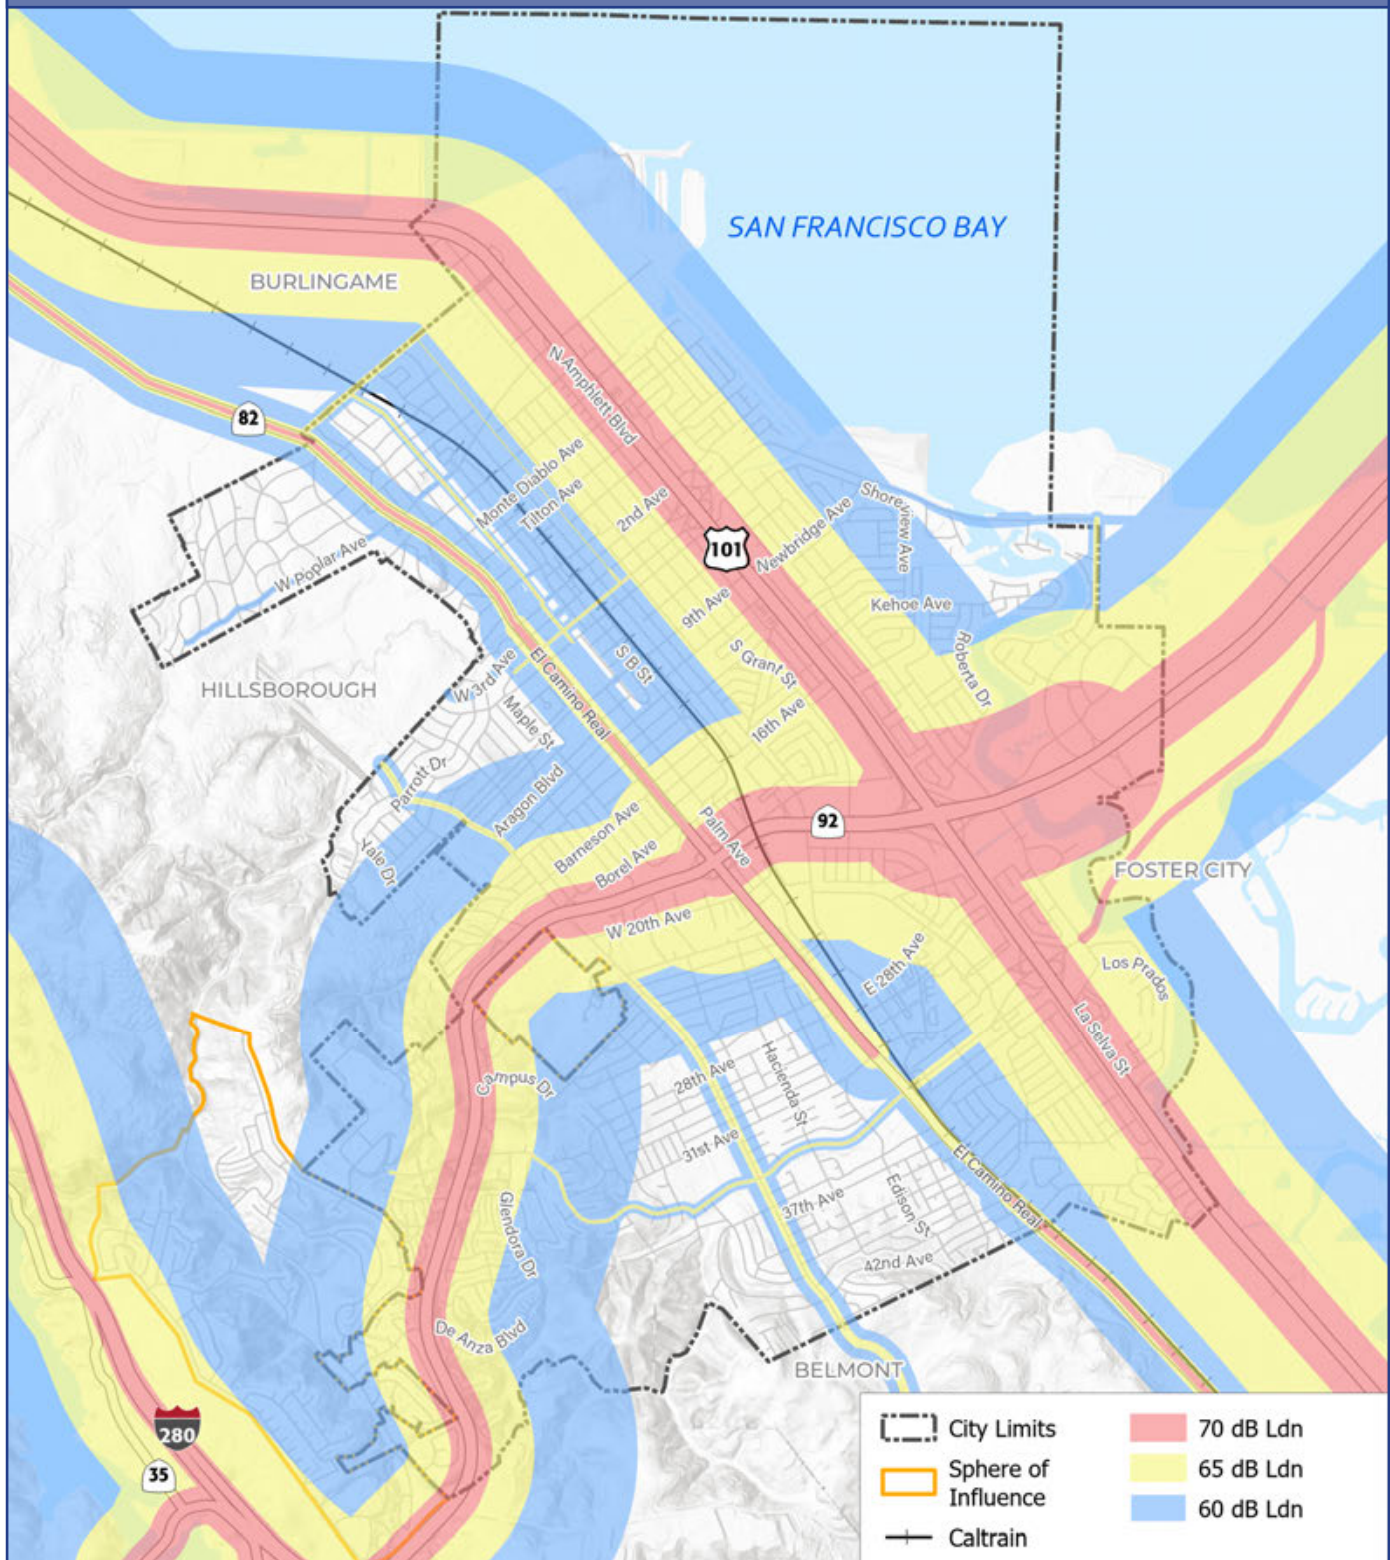 SAN FRANCISCO BAY
BURLINGAME
N Amphlett Blvd
82
Monte Diablo Ave
Tilton Ave
2nd Ave
Shoreview Ave
101
Newbridge Ave
W Poplar Ave
9th Ave
Kehoe Ave
Roberta Dr
S B St
S Grant St
El Camino Real
W 3rd Ave
HILLSBOROUGH
Maple St
16th Ave
Parrott Dr
Aragon Blvd
92
Palm Ave
Barneson Ave
Borel Ave
Yale Dr
FOSTER CITY
W 20th Ave
E 28th Ave
Los Prados
La Selva St
Hacienda St
28th Ave
Campus Dr
31st Ave
El Camino Real
37th Ave
Edison St
Glendora Dr
42nd Ave
De Anza Blvd
BELMONT
280
35
City Limits
Sphere of
Influence
Caltrain
70 dB Ldn
65 dB Ldn
60 dB Ldn